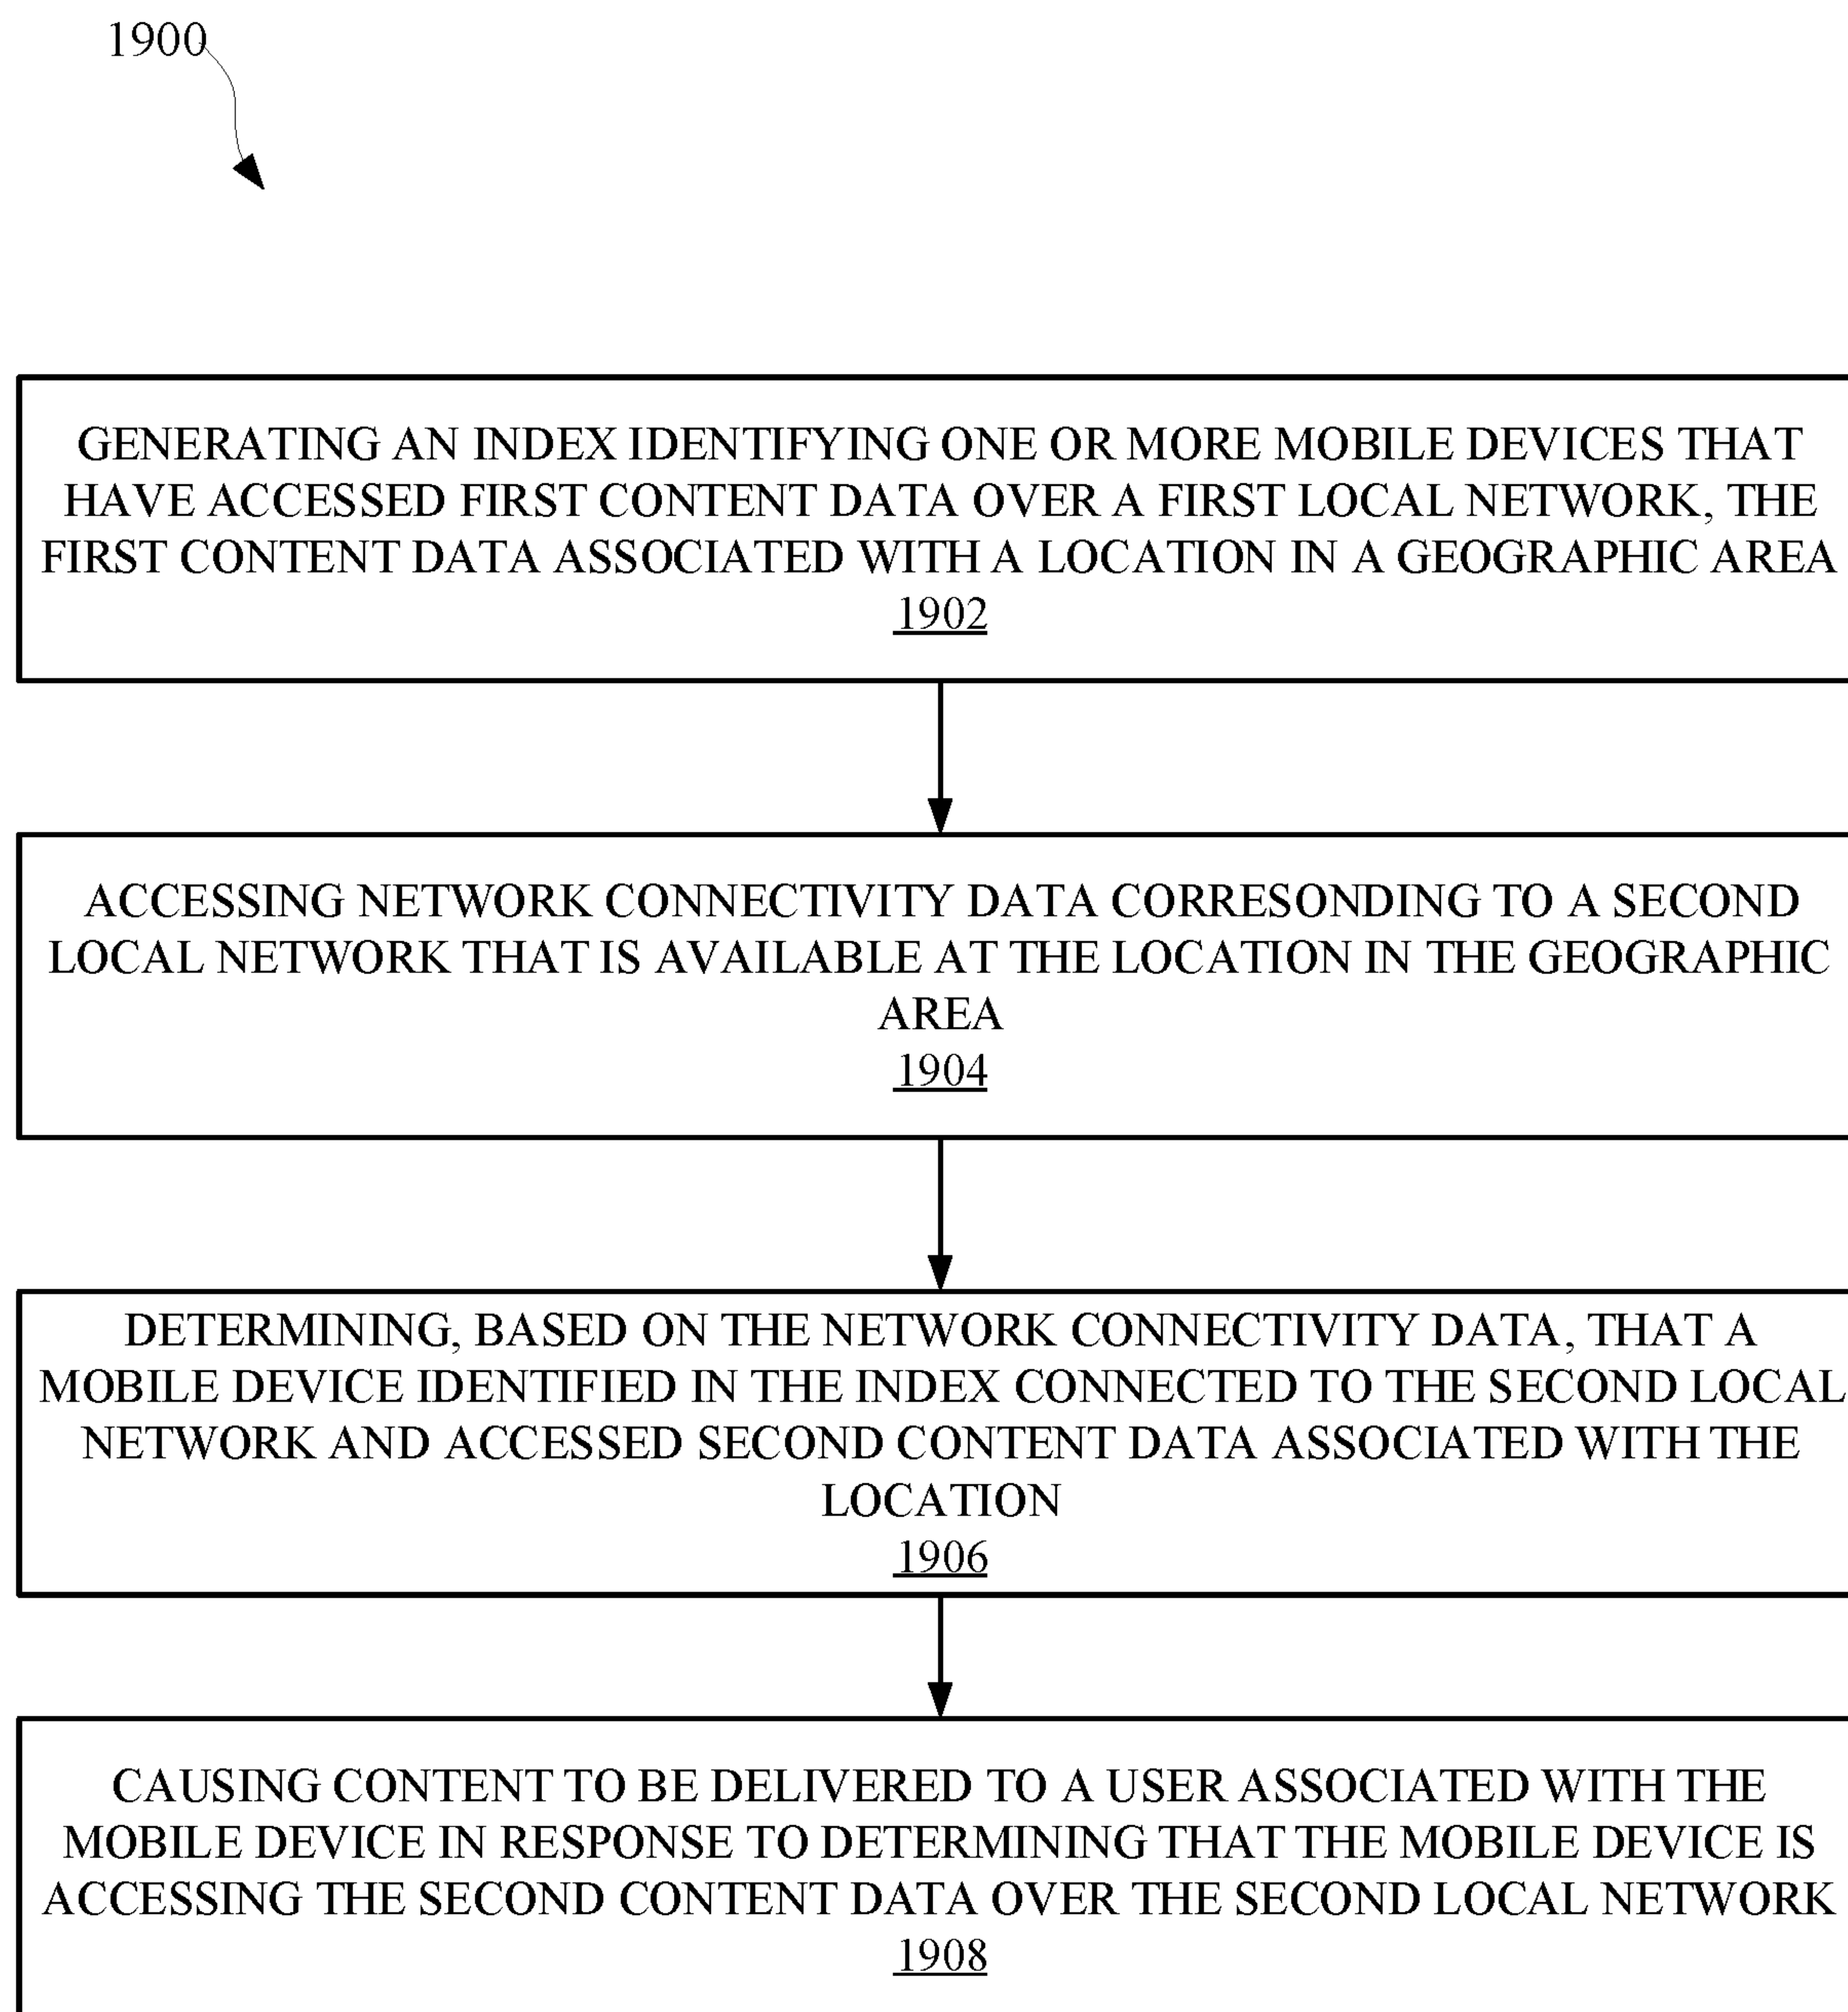 1900
GENERATING AN INDEX IDENTIFYING ONE OR MORE MOBILE DEVICES THAT
HAVE ACCESSED FIRST CONTENT DATA OVER A FIRST LOCAL NETWORK, THE
FIRST CONTENT DATA ASSOCIATED WITH A LOCATION IN A GEOGRAPHIC AREA
1902
ACCESSING NETWORK CONNECTIVITY DATA CORRESONDING TO A SECOND
LOCAL NETWORK THAT IS AVAILABLE AT THE LOCATION IN THE GEOGRAPHIC
AREA
1904
DETERMINING, BASED ON THE NETWORK CONNECTIVITY DATA, THAT A
MOBILE DEVICE IDENTIFIED IN THE INDEX CONNECTED TO THE SECOND LOCAL
NETWORK AND ACCESSED SECOND CONTENT DATA ASSOCIATED WITH THE
LOCATION
1906
CAUSING CONTENT TO BE DELIVERED TO A USER ASSOCIATED WITH THE
MOBILE DEVICE IN RESPONSE TO DETERMINING THAT THE MOBILE DEVICE IS
ACCESSING THE SECOND CONTENT DATA OVER THE SECOND LOCAL NETWORK
1908